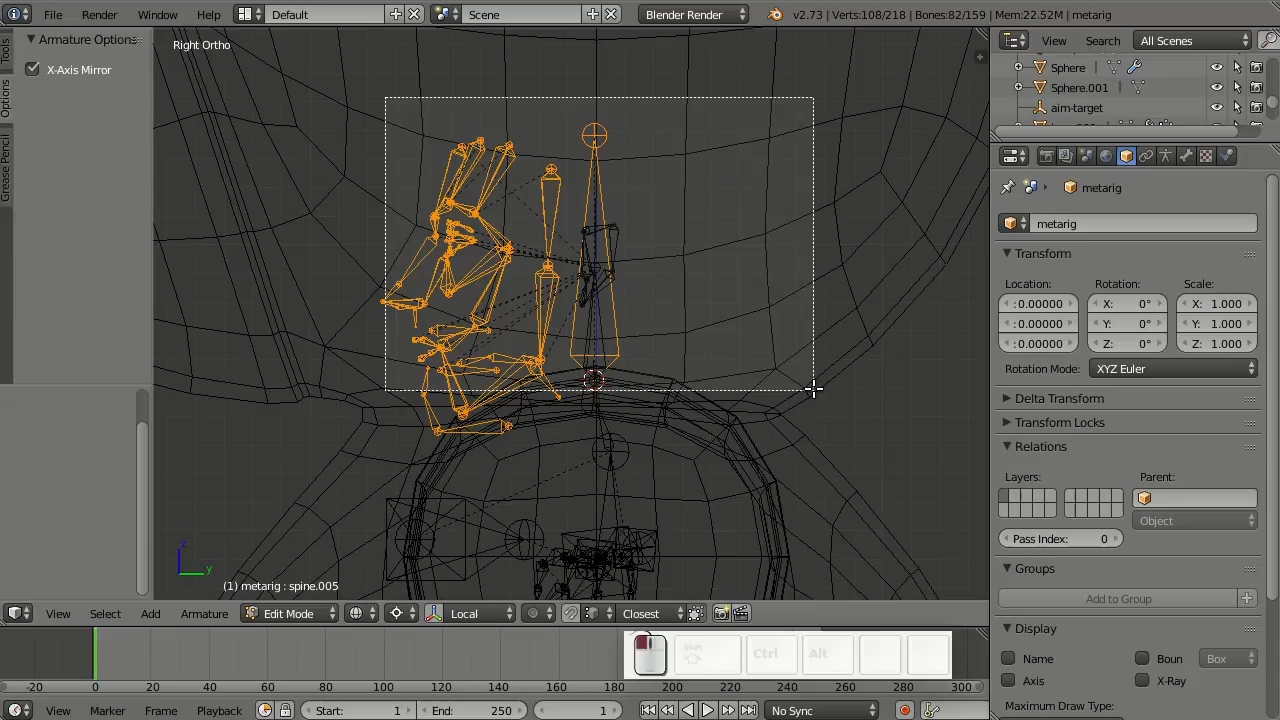 File Render Window Help Default Scene Blender Render v2.73 | Verts:108/218 | Bones:82/159 | Mem:22.52M | metarig
Armature Options
X-Axis Mirror
Tools
Options
Grease Pencil
Right Ortho
View Search All Scenes
Sphere
Sphere.001
aim-target
metarig
metarig
Transform
Location: Rotation: Scale:
:0.00000 X: 0° X: 1.000
:0.00000 Y: 0° Y: 1.000
:0.00000 Z: 0° Z: 1.000
Rotation Mode: XYZ Euler
Delta Transform
Transform Locks
Relations
Layers: Parent:
Object
Pass Index: 0
Groups
Add to Group
Display
Name Boun Box
Axis X-Ray
Maximum Draw Type:
z
y
(1) metarig : spine.005
View Select Add Armature Edit Mode Local Closest
Shift Ctrl Alt
-20 0 20 40 60 80 100 120 140 160 180 200 220 240 260 280 300
View Marker Frame Playback Start: 1 End: 250 1 No Sync